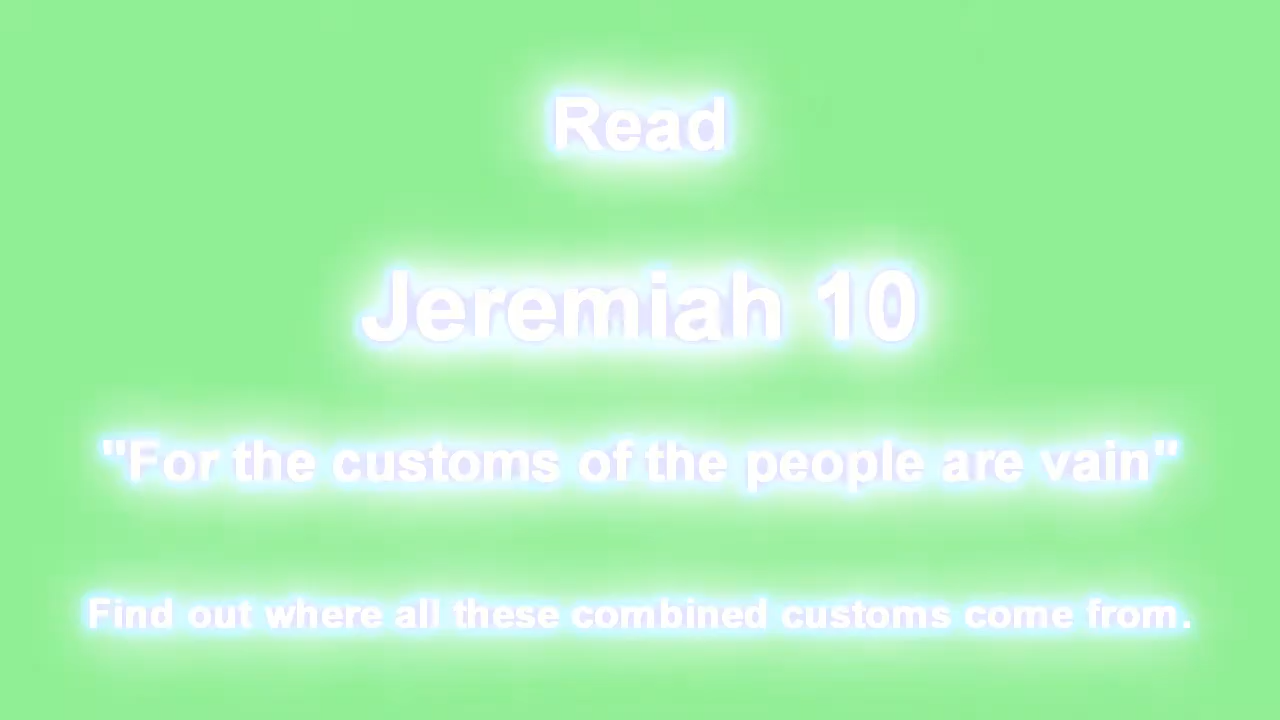 Read
Jeremiah 10
"For the customs of the people are vain"
Find out where all these combined customs come from.